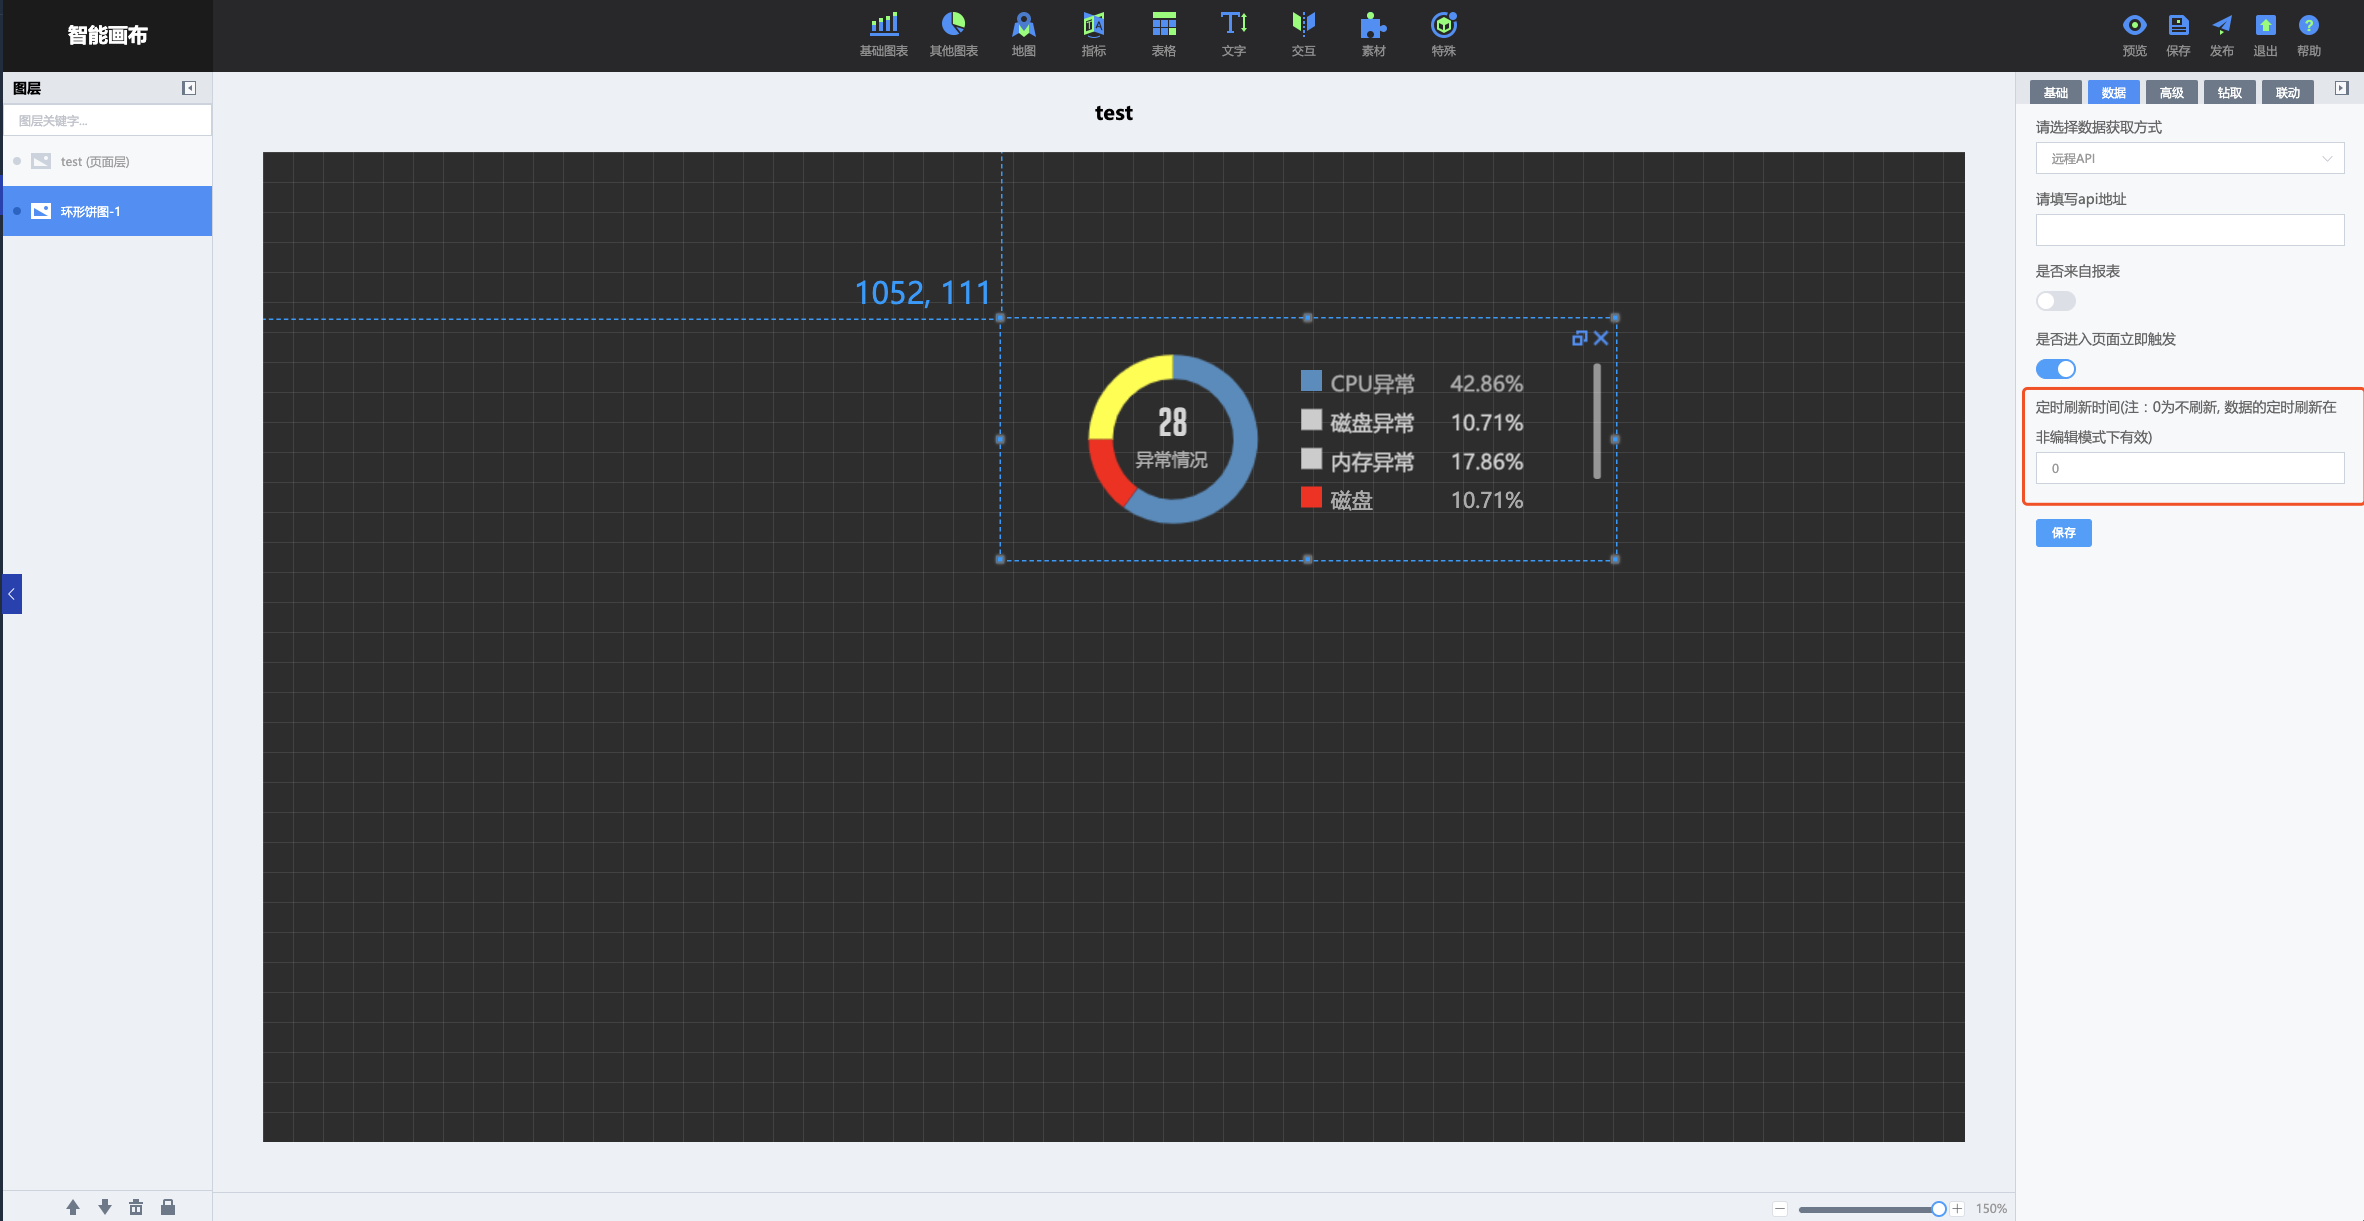 智能画布
基础图表
其他图表
地图
指标
表格
文字
交互
素材
特殊
预览
保存
发布
退出
帮助
图层
图层关键字...
test (页面层)
环形饼图-1
test
1052, 111
28
异常情况
CPU异常 42.86%
磁盘异常 10.71%
内存异常 17.86%
磁盘 10.71%
基础
数据
高级
钻取
联动
请选择数据获取方式
远程API
请填写api地址
是否来自报表
是否进入页面立即触发
定时刷新时间(注：0为不刷新, 数据的定时刷新在
非编辑模式下有效)
0
保存
150%